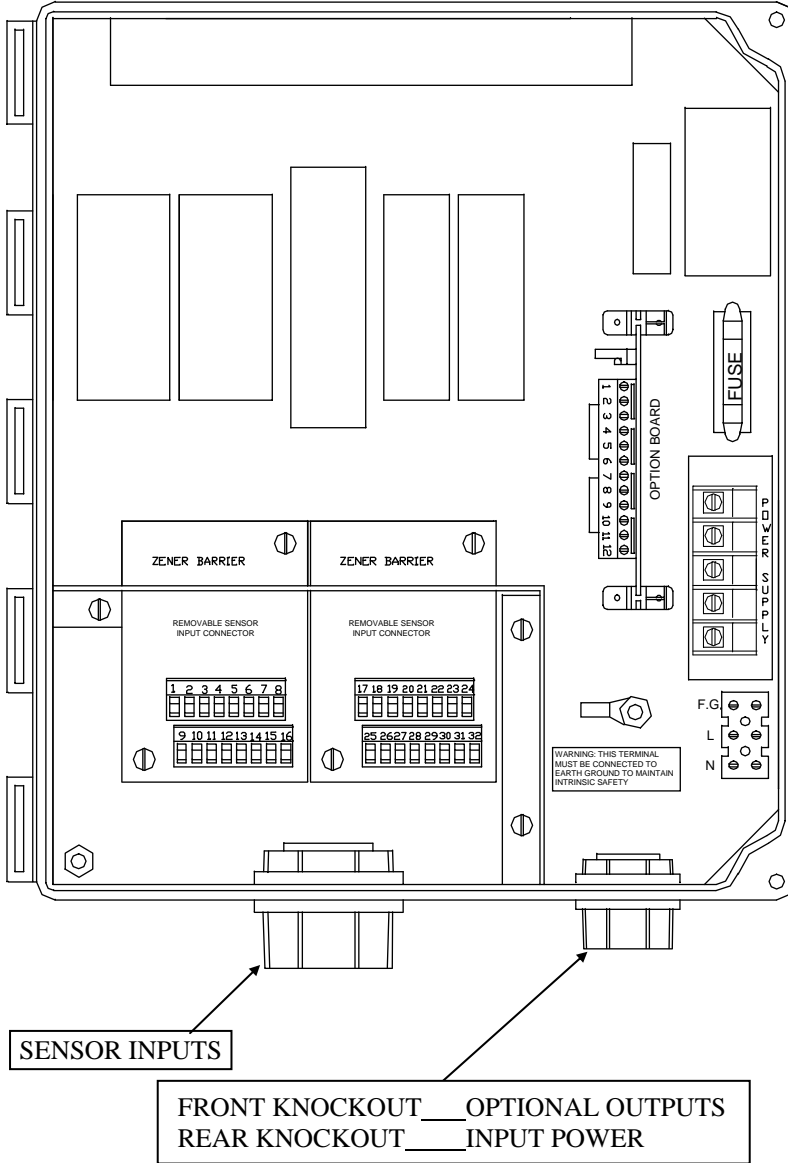 FUSE
1
2
3
4
5
6
7
8
9
10
11
12
OPTION BOARD
POWER SUPPLY
ZENER BARRIER
REMOVABLE SENSOR
INPUT CONNECTOR
1 2 3 4 5 6 7 8
9 10 11 12 13 14 15 16
ZENER BARRIER
REMOVABLE SENSOR
INPUT CONNECTOR
17 18 19 20 21 22 23 24
25 26 27 28 29 30 31 32
F.G.
L
N
WARNING: THIS TERMINAL
MUST BE CONNECTED TO
EARTH GROUND TO MAINTAIN
INTRINSIC SAFETY
SENSOR INPUTS
FRONT KNOCKOUT___OPTIONAL OUTPUTS
REAR KNOCKOUT____INPUT POWER